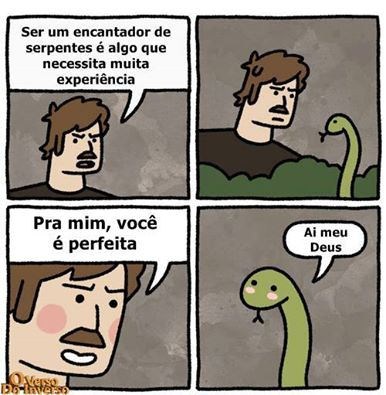 Ser um encantador de
serpentes é algo que
necessita muita
experiência
Pra mim, você
é perfeita
Ai meu
Deus
O Verso
Do Inverso